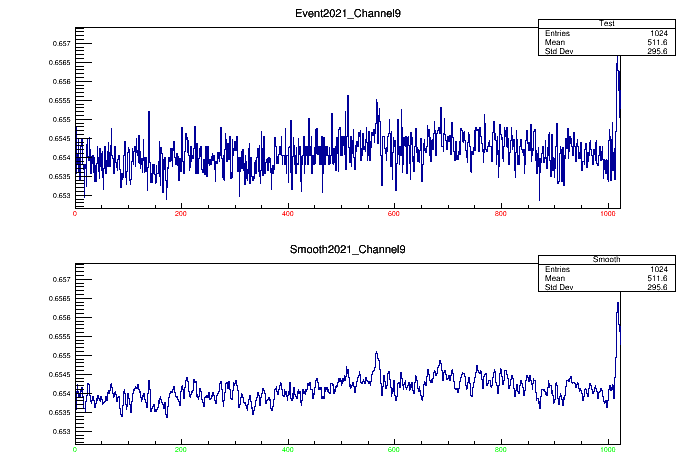 Event2021_Channel9
Test
Entries 1024
Mean 511.6
Std Dev 295.6
0.657
0.6565
0.656
0.6555
0.655
0.6545
0.654
0.6535
0.653
0 200 400 600 800 1000
Smooth2021_Channel9
Smooth
Entries 1024
Mean 511.6
Std Dev 295.6
0.657
0.6565
0.656
0.6555
0.655
0.6545
0.654
0.6535
0.653
0 200 400 600 800 1000